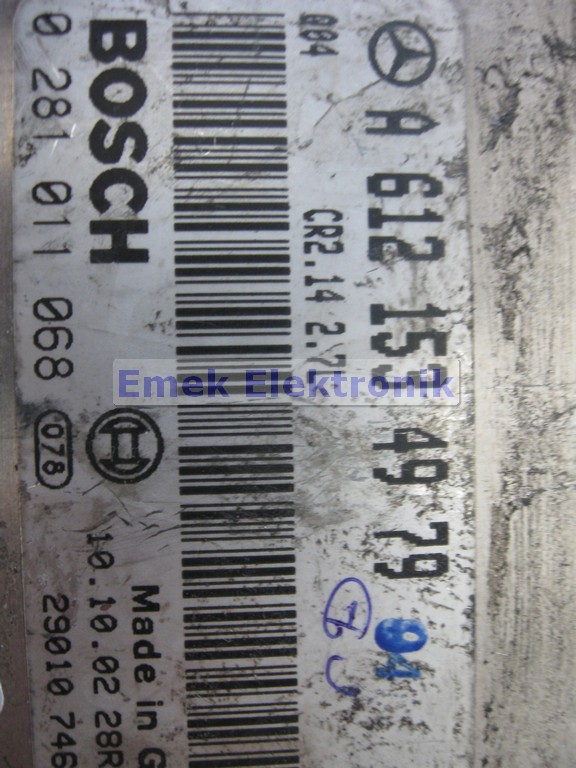 004
A 612 153 49 79
CR2.14 2.7
04
BOSCH
0 281 011 068
078
Made in G
10.10.02 28R
29010 746
Emek Elektronik